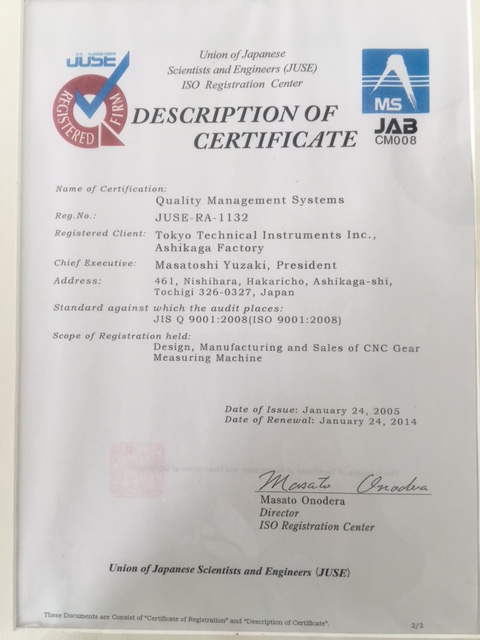 JUSE
REGISTERED FIRM
Union of Japanese
Scientists and Engineers (JUSE)
ISO Registration Center
MS
JAB
CM008
DESCRIPTION OF
CERTIFICATE
Name of Certification:
Quality Management Systems
Reg.No.: JUSE-RA-1132
Registered Client: Tokyo Technical Instruments Inc.,
Ashikaga Factory
Chief Executive: Masatoshi Yuzaki, President
Address: 461, Nishihara, Hakaricho, Ashikaga-shi,
Tochigi 326-0327, Japan
Standard against which the audit places:
JIS Q 9001:2008(ISO 9001:2008)
Scope of Registration held:
Design, Manufacturing and Sales of CNC Gear
Measuring Machine
Date of Issue: January 24, 2005
Date of Renewal: January 24, 2014
Masato Onodera
Masato Onodera
Director
ISO Registration Center
Union of Japanese Scientists and Engineers (JUSE)
These Documents are Consist of "Certificate of Registration" and "Description of Certificate".
2/2